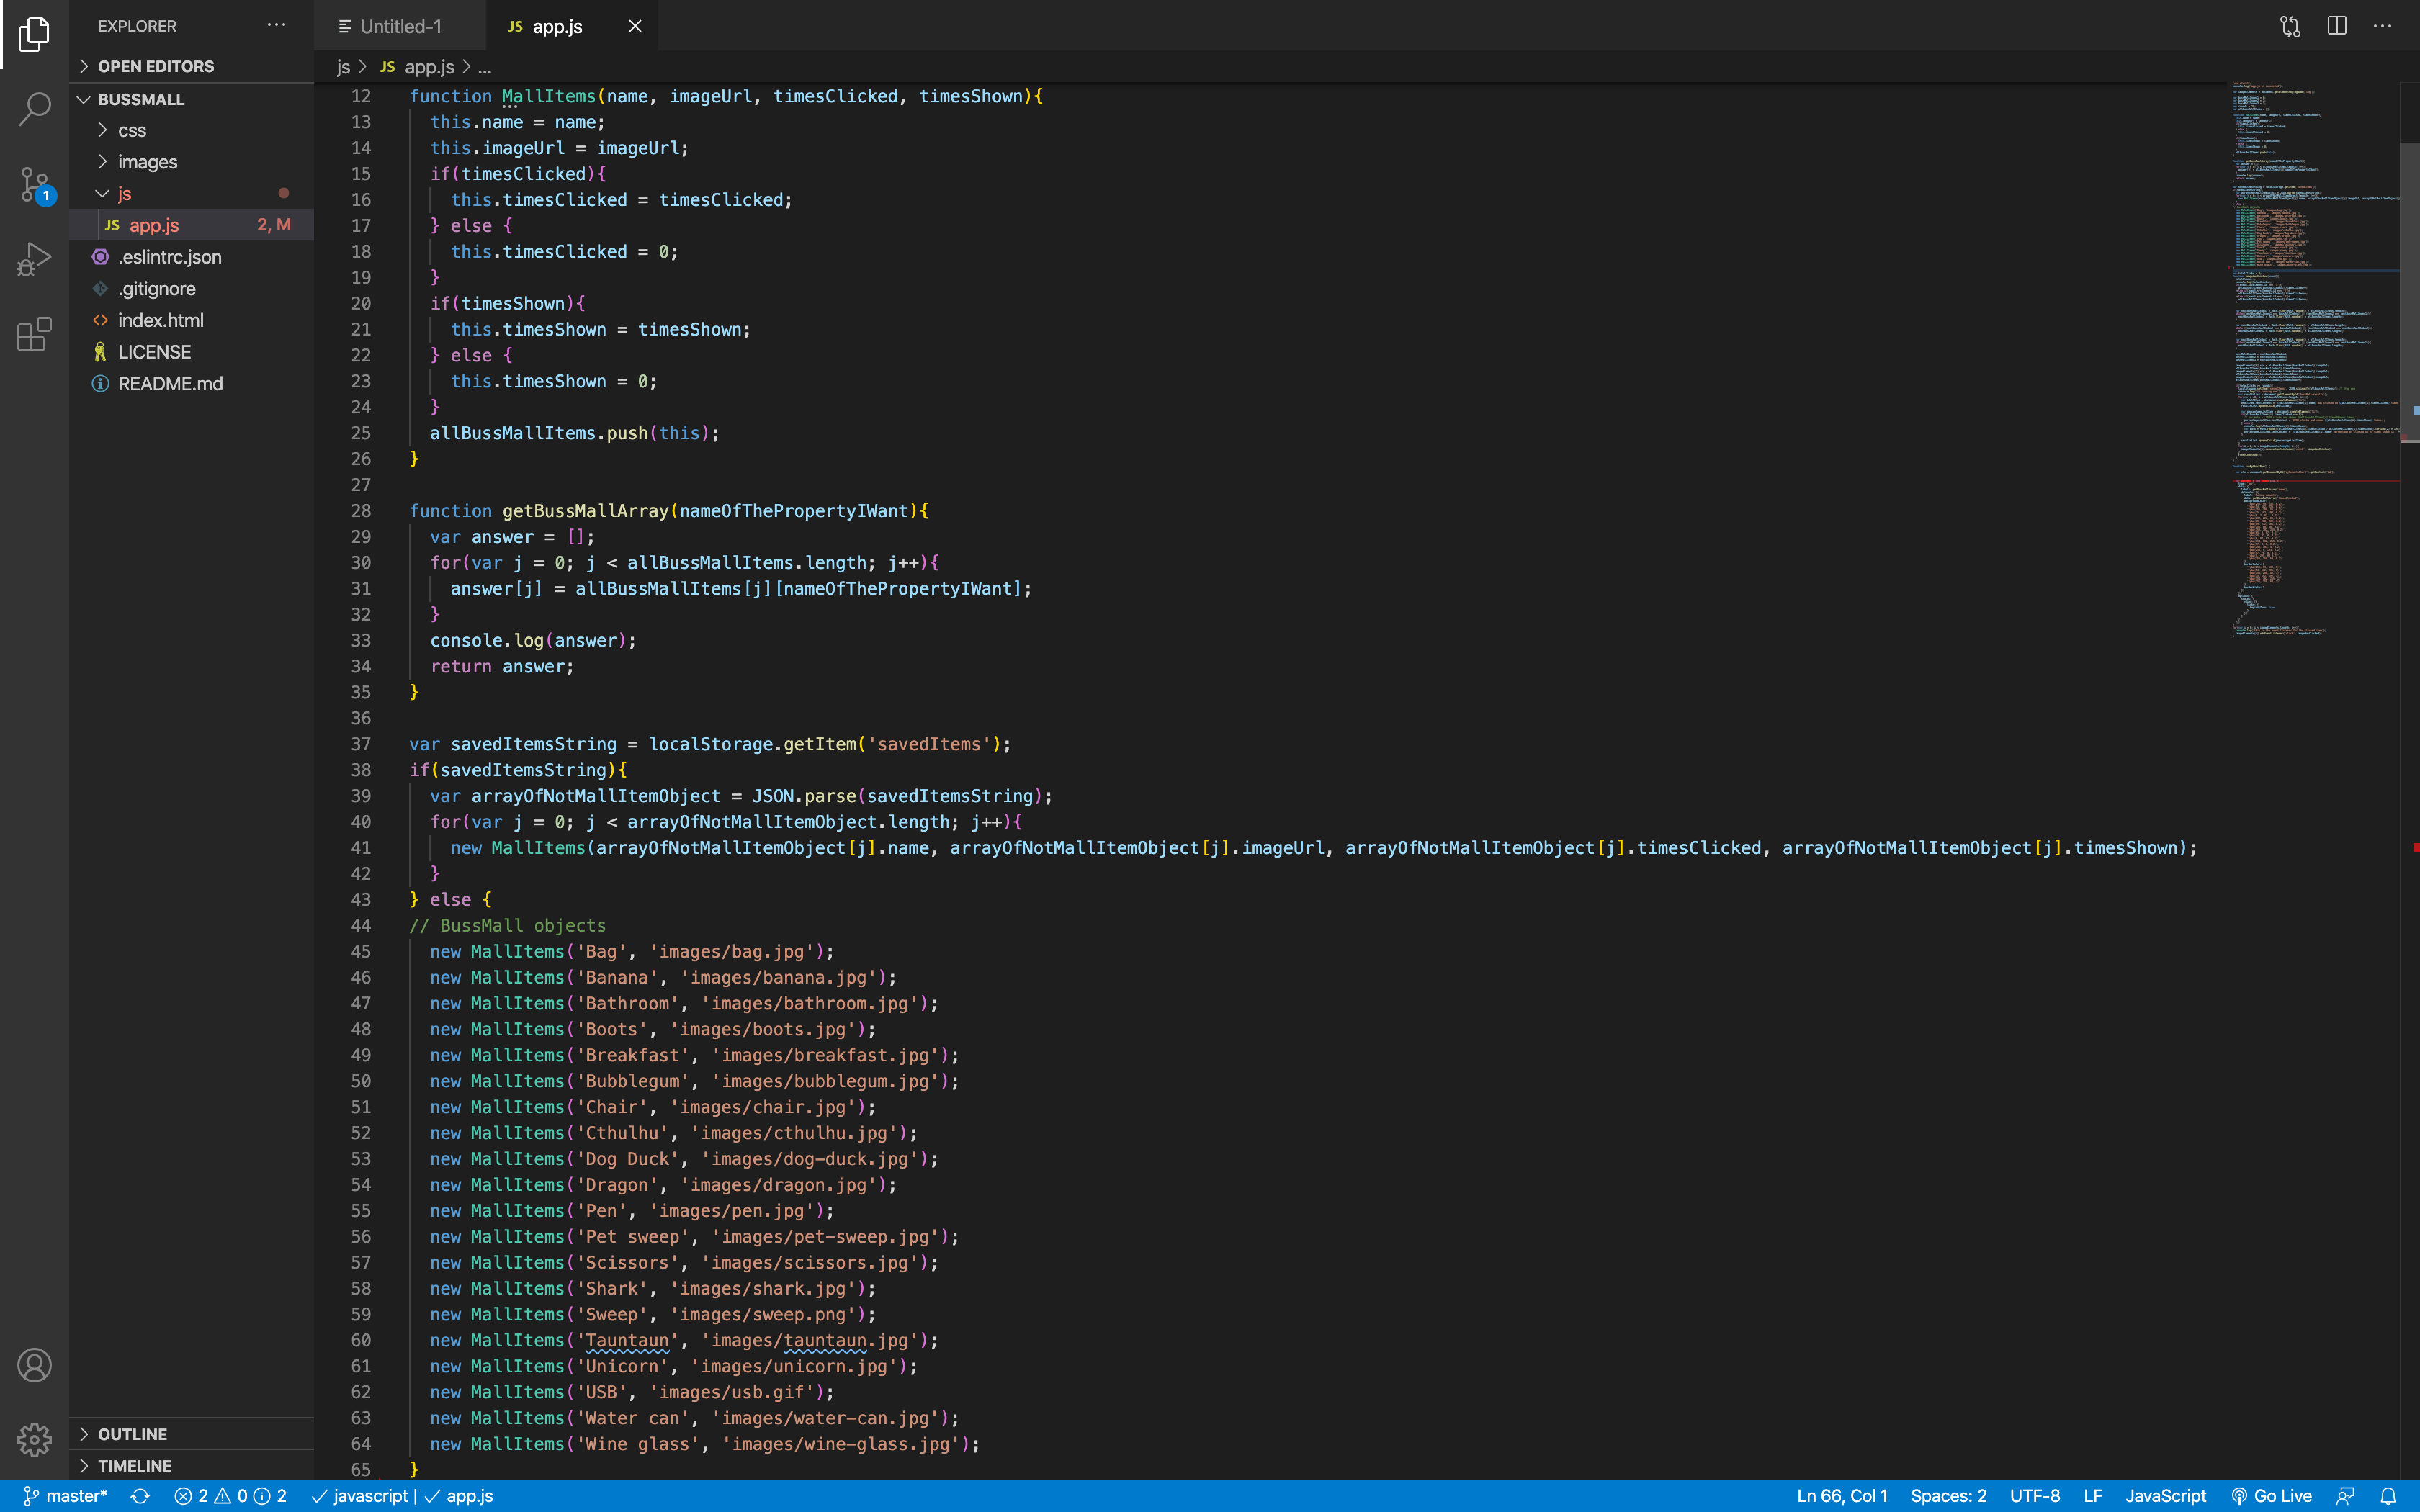 EXPLORER
Untitled-1
JS app.js
OPEN EDITORS
js > JS app.js > ...
BUSSMALL
css
images
js
JS app.js 2, M
.eslintrc.json
.gitignore
index.html
LICENSE
README.md
1
OUTLINE
TIMELINE
12 function MallItems(name, imageUrl, timesClicked, timesShown){
13 this.name = name;
14 this.imageUrl = imageUrl;
15 if(timesClicked){
16 this.timesClicked = timesClicked;
17 } else {
18 this.timesClicked = 0;
19 }
20 if(timesShown){
21 this.timesShown = timesShown;
22 } else {
23 this.timesShown = 0;
24 }
25 allBussMallItems.push(this);
26 }
27
28 function getBussMallArray(nameOfThePropertyIWant){
29 var answer = [];
30 for(var j = 0; j < allBussMallItems.length; j++){
31 answer[j] = allBussMallItems[j][nameOfThePropertyIWant];
32 }
33 console.log(answer);
34 return answer;
35 }
36
37 var savedItemsString = localStorage.getItem('savedItems');
38 if(savedItemsString){
39 var arrayOfNotMallItemObject = JSON.parse(savedItemsString);
40 for(var j = 0; j < arrayOfNotMallItemObject.length; j++){
41 new MallItems(arrayOfNotMallItemObject[j].name, arrayOfNotMallItemObject[j].imageUrl, arrayOfNotMallItemObject[j].timesClicked, arrayOfNotMallItemObject[j].timesShown);
42 }
43 } else {
44 // BussMall objects
45 new MallItems('Bag', 'images/bag.jpg');
46 new MallItems('Banana', 'images/banana.jpg');
47 new MallItems('Bathroom', 'images/bathroom.jpg');
48 new MallItems('Boots', 'images/boots.jpg');
49 new MallItems('Breakfast', 'images/breakfast.jpg');
50 new MallItems('Bubblegum', 'images/bubblegum.jpg');
51 new MallItems('Chair', 'images/chair.jpg');
52 new MallItems('Cthulhu', 'images/cthulhu.jpg');
53 new MallItems('Dog Duck', 'images/dog-duck.jpg');
54 new MallItems('Dragon', 'images/dragon.jpg');
55 new MallItems('Pen', 'images/pen.jpg');
56 new MallItems('Pet sweep', 'images/pet-sweep.jpg');
57 new MallItems('Scissors', 'images/scissors.jpg');
58 new MallItems('Shark', 'images/shark.jpg');
59 new MallItems('Sweep', 'images/sweep.png');
60 new MallItems('Tauntaun', 'images/tauntaun.jpg');
61 new MallItems('Unicorn', 'images/unicorn.jpg');
62 new MallItems('USB', 'images/usb.gif');
63 new MallItems('Water can', 'images/water-can.jpg');
64 new MallItems('Wine glass', 'images/wine-glass.jpg');
65 }
master* 2 0 2 javascript | app.js Ln 66, Col 1 Spaces: 2 UTF-8 LF JavaScript Go Live